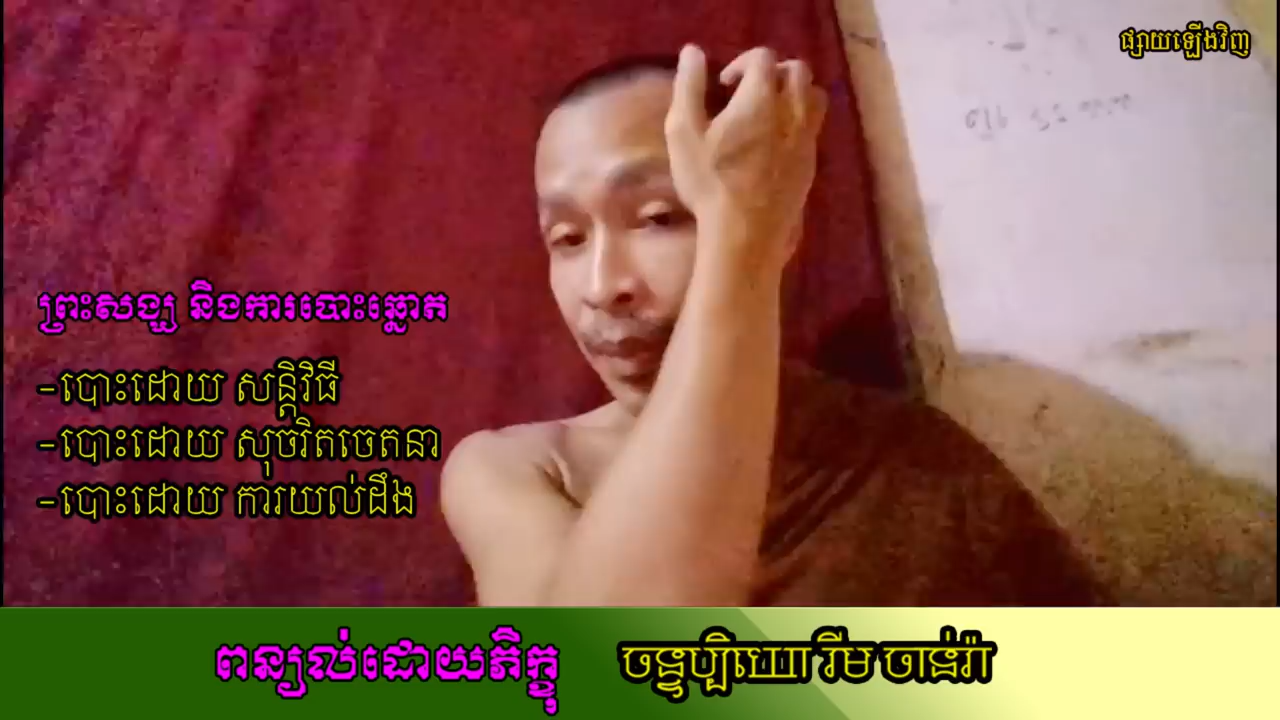 ផ្សាយឡើងវិញ
ព្រះសង្ឃ និងការបោះឆ្នោត
-បោះដោយ សន្តិវិធី
-បោះដោយ សុចរិតចេតនា
-បោះដោយ ការយល់ដឹង
ពន្យល់ដោយភិក្ខុ ចន្ទប្បិឃោ រីម ចាន់រ៉ា